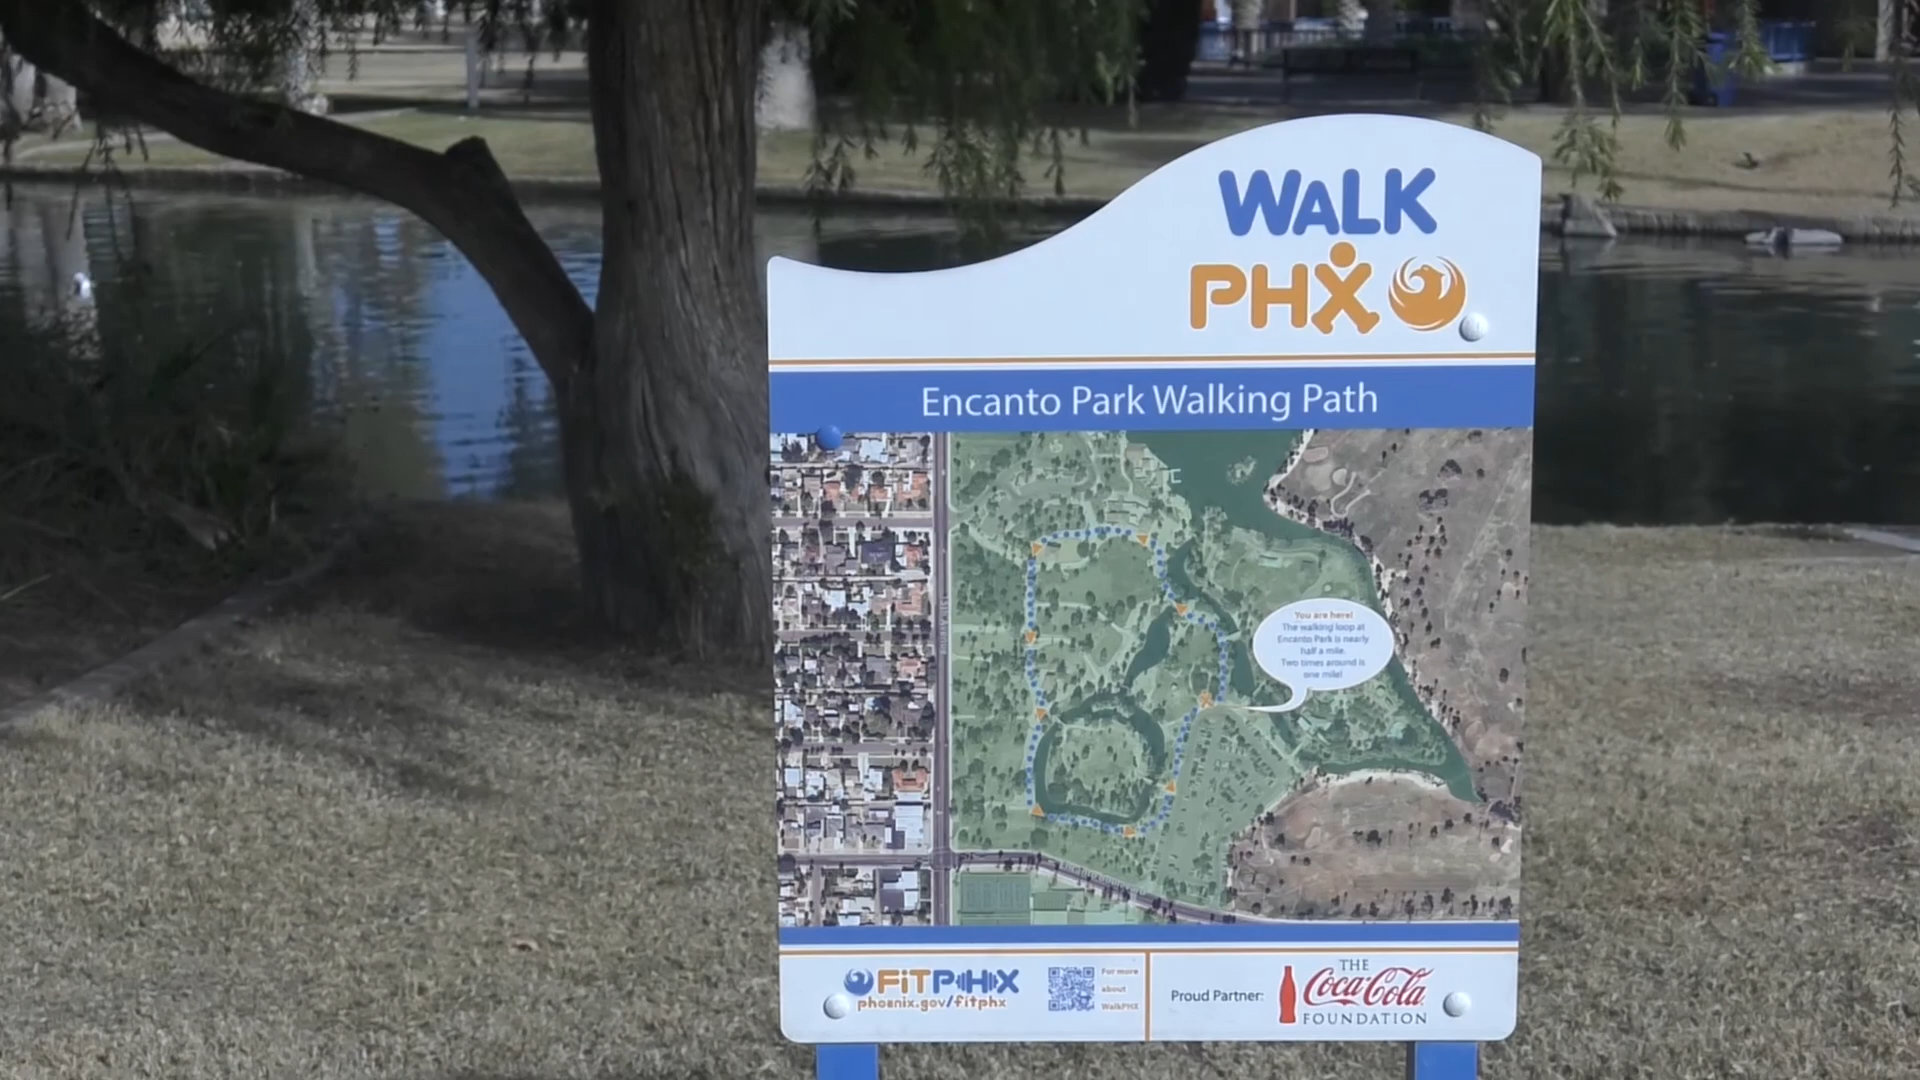 WALK
PHX
Encanto Park Walking Path
You are here!
The walking loop at
Encanto Park is nearly
half a mile.
Two times around is
one mile!
FitPHX
phoenix.gov/fitphx
For more
about
WalkPHX
Proud Partner:
THE
Coca-Cola
FOUNDATION